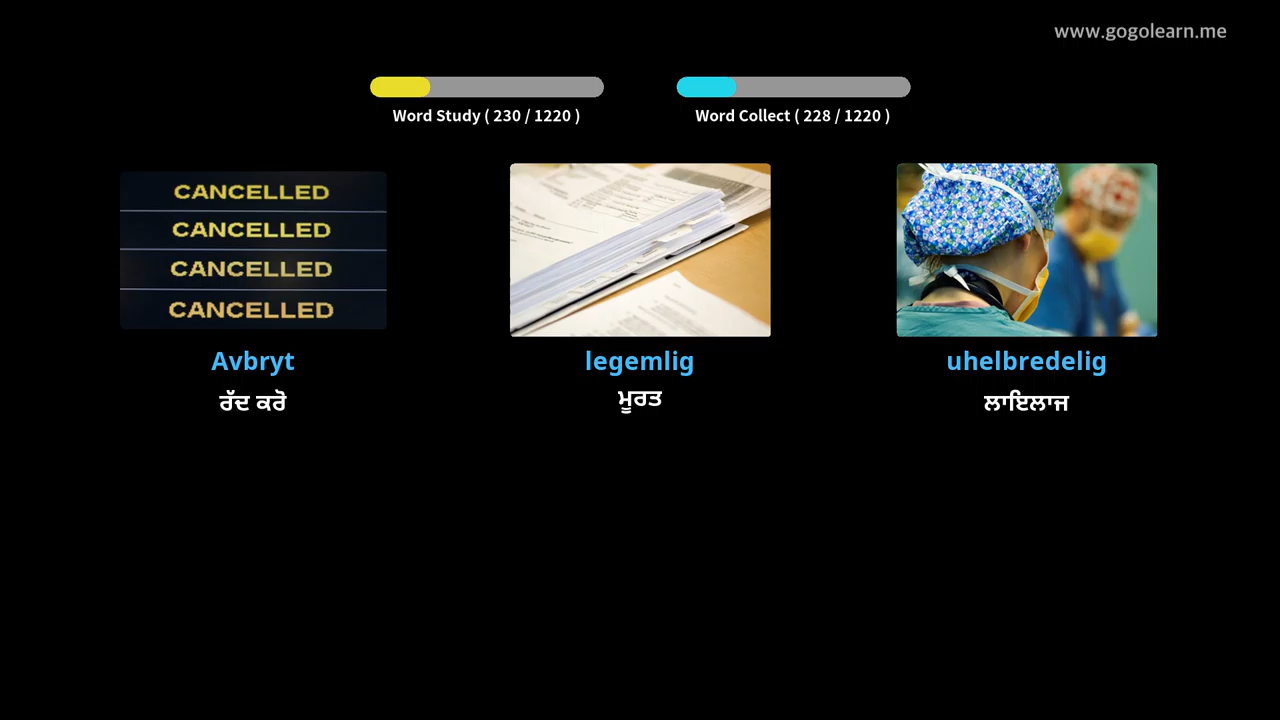 www.gogolearn.me
Word Study ( 230 / 1220 )
Word Collect ( 228 / 1220 )
CANCELLED
CANCELLED
CANCELLED
CANCELLED
Avbryt
legemlig
uhelbredelig
ਰੱਦ ਕਰੋ
ਮੂਰਤ
ਲਾਇਲਾਜ